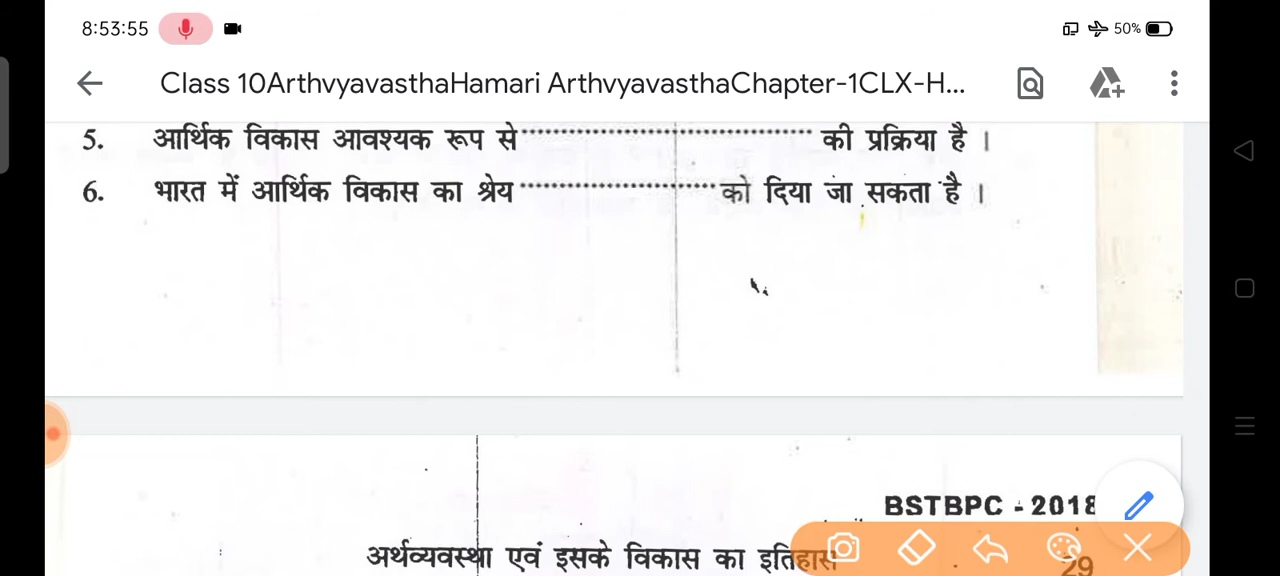 8:53:55
50%
Class 10ArthvyavasthaHamari ArthvyavasthaChapter-1CLX-H...
5. आर्थिक विकास आवश्यक रूप से ........................................ की प्रक्रिया है ।
6. भारत में आर्थिक विकास का श्रेय ........................... को दिया जा सकता है ।
BSTBPC - 2018
अर्थव्यवस्था एवं इसके विकास का इतिहास
29